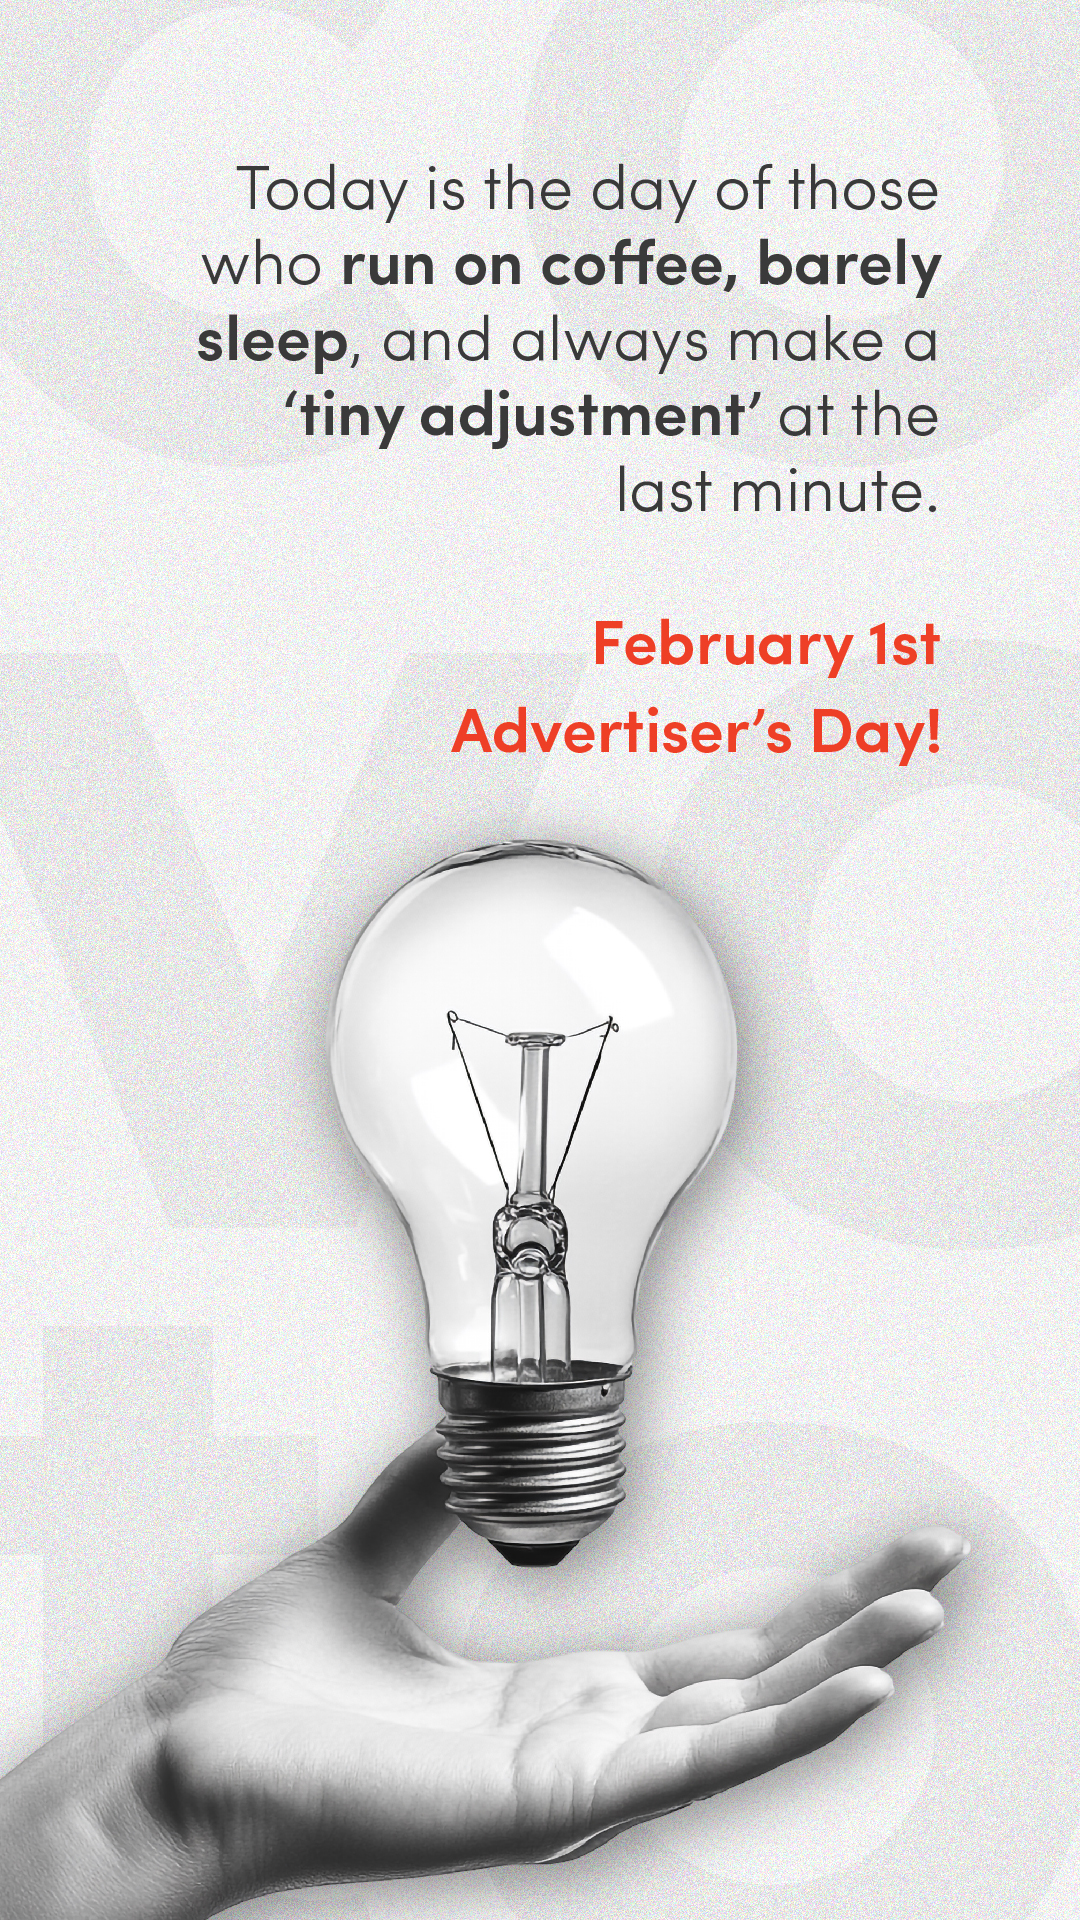 Today is the day of those
who run on coffee, barely
sleep, and always make a
‘tiny adjustment’ at the
last minute.
February 1st
Advertiser’s Day!